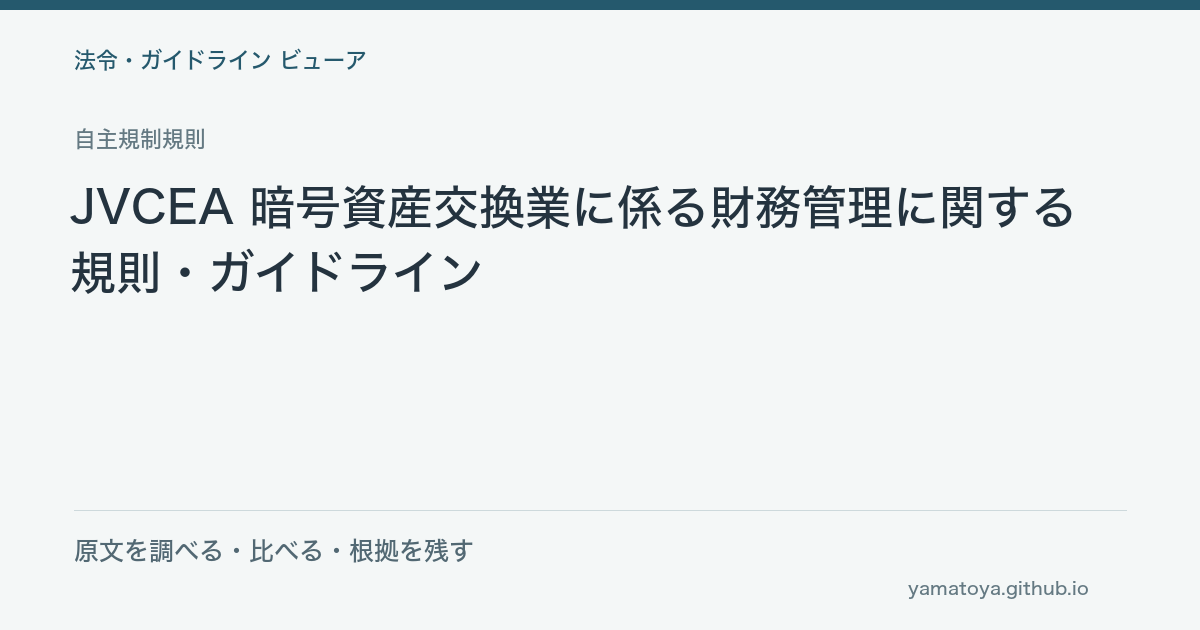 法令・ガイドライン ビューア
自主規制規則
JVCEA 暗号資産交換業に係る財務管理に関する
規則・ガイドライン
原文を調べる・比べる・根拠を残す
yamatoya.github.io